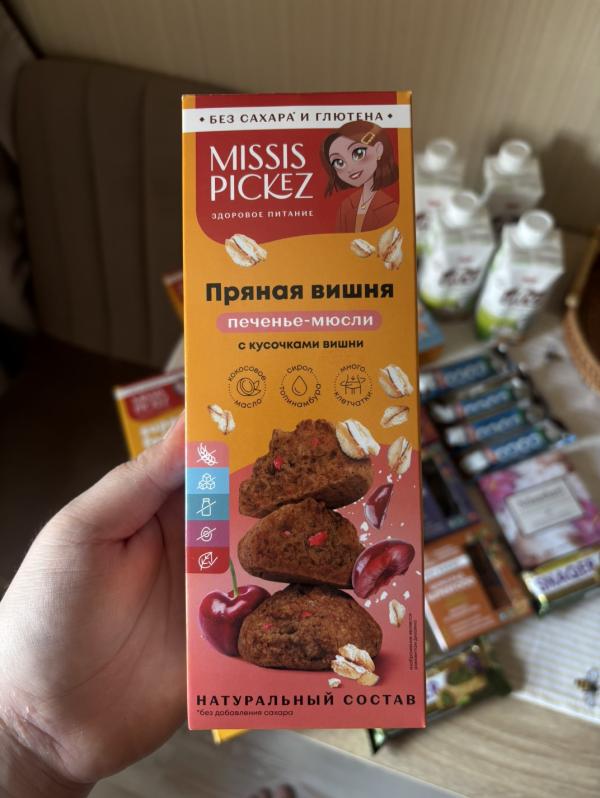 • БЕЗ САХАРА* И ГЛЮТЕНА •
MISSIS
PICKEZ
ЗДОРОВОЕ ПИТАНИЕ
Пряная вишня
печенье-мюсли
с кусочками вишни
кокосовое масло
сироп топинамбура
много клетчатки
НАТУРАЛЬНЫЙ СОСТАВ
*без добавления сахара
SHAGER